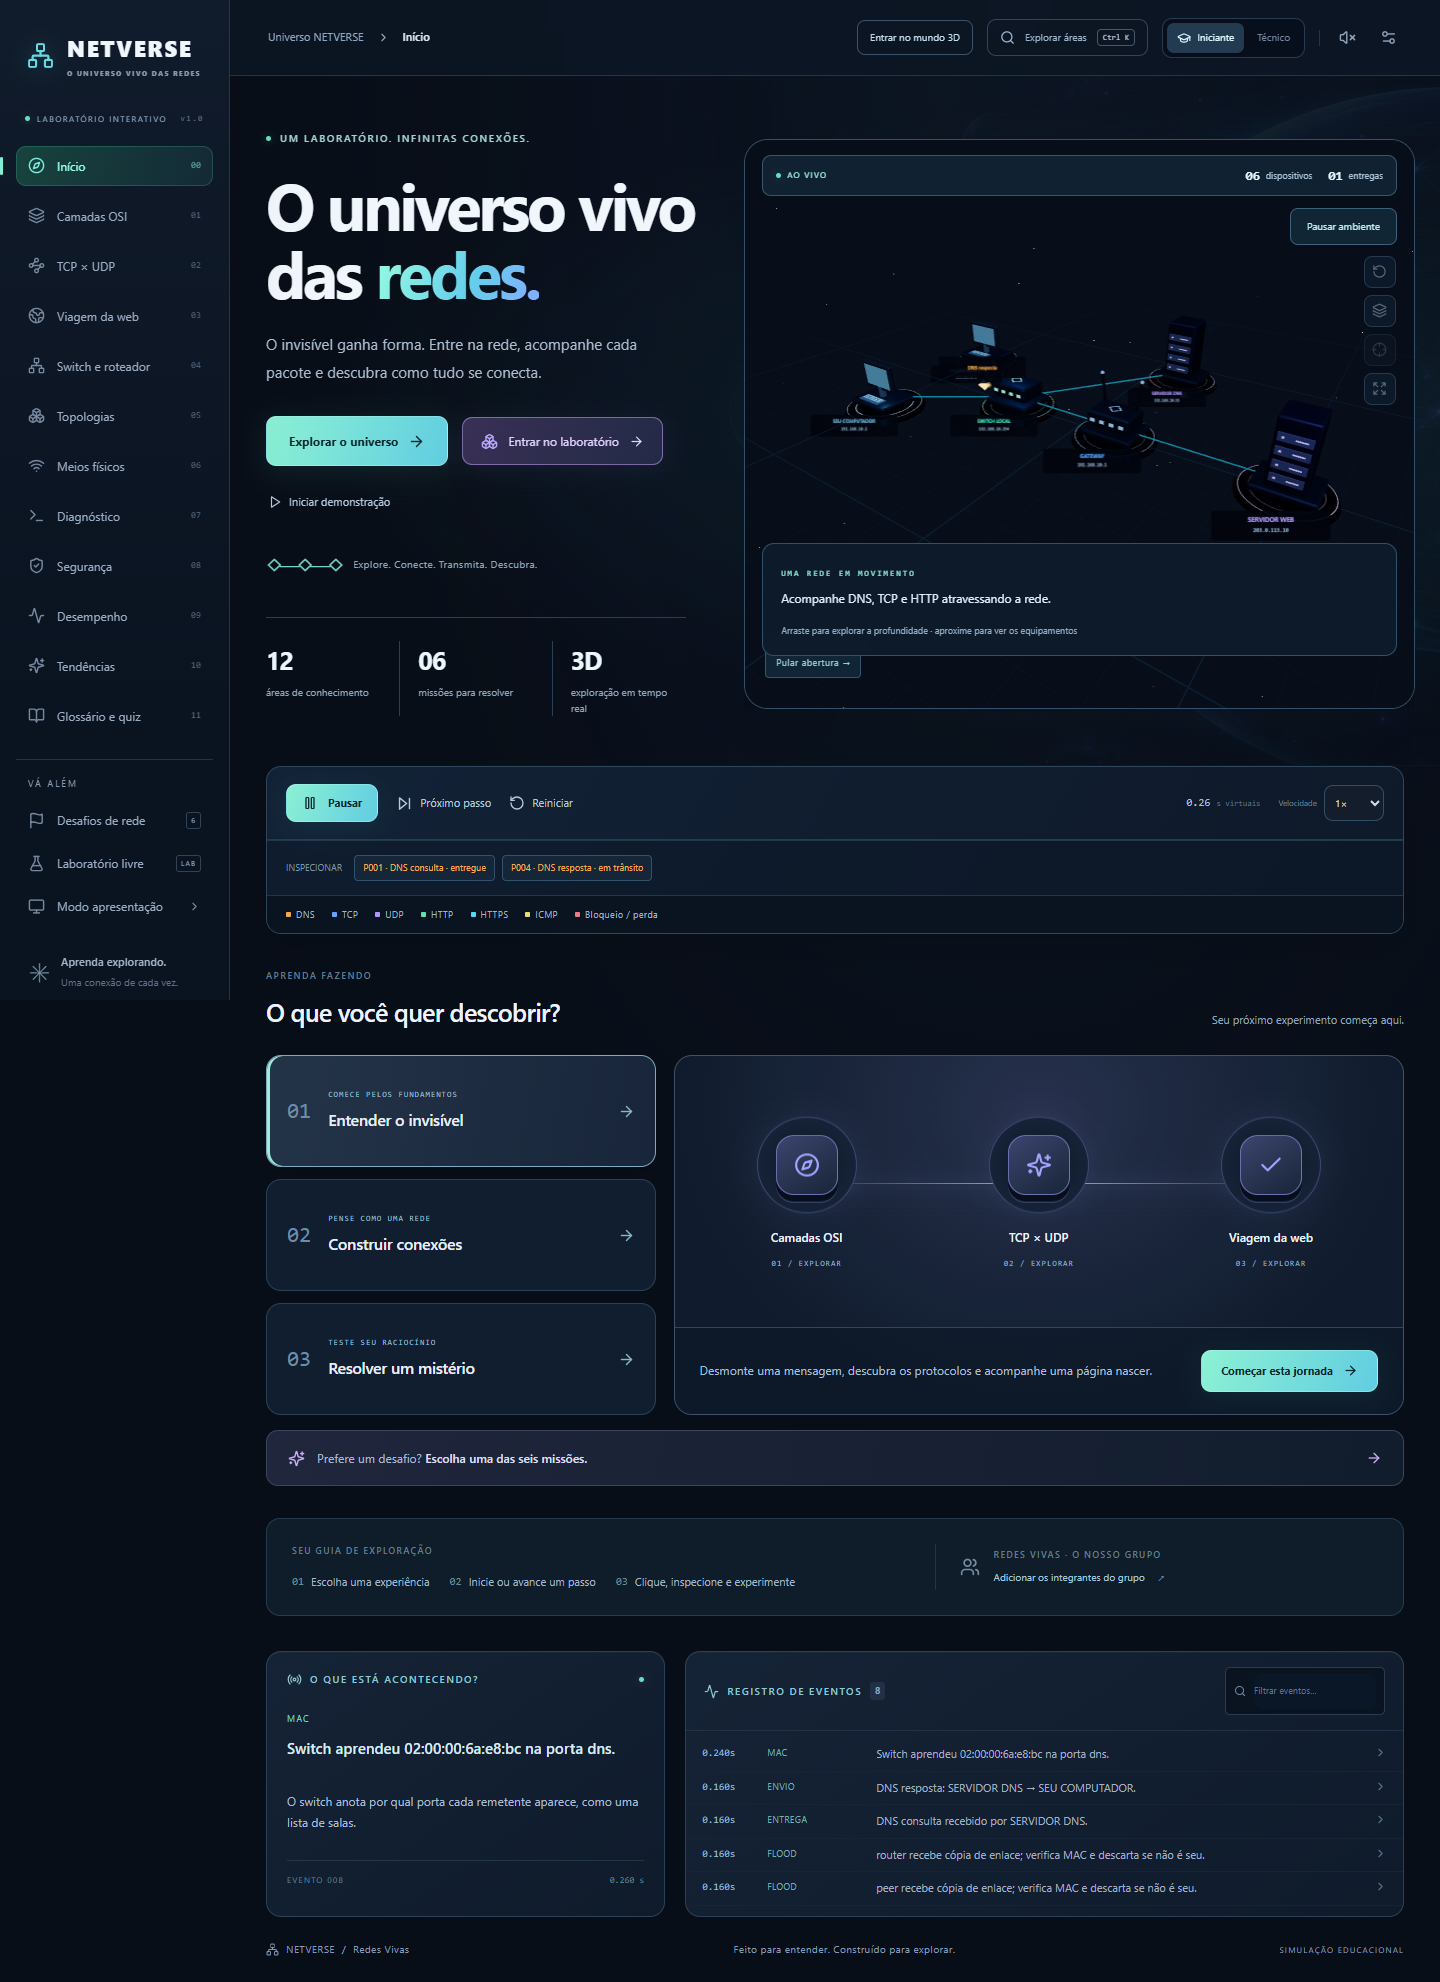 NETVERSE
O UNIVERSO VIVO DAS REDES
LABORATÓRIO INTERATIVO v1.0
Início 00
Camadas OSI 01
TCP × UDP 02
Viagem da web 03
Switch e roteador 04
Topologias 05
Meios físicos 06
Diagnóstico 07
Segurança 08
Desempenho 09
Tendências 10
Glossário e quiz 11
VÁ ALÉM
Desafios de rede 6
Laboratório livre LAB
Modo apresentação
Aprenda explorando.
Uma conexão de cada vez.
Universo NETVERSE > Início
Entrar no mundo 3D
Explorar áreas Ctrl K
Iniciante Técnico
UM LABORATÓRIO. INFINITAS CONEXÕES.
O universo vivo
das redes.
O invisível ganha forma. Entre na rede, acompanhe cada
pacote e descubra como tudo se conecta.
Explorar o universo →
Entrar no laboratório →
Iniciar demonstração
Explore. Conecte. Transmita. Descubra.
12
áreas de conhecimento
06
missões para resolver
3D
exploração em tempo
real
AO VIVO
06 dispositivos 01 entregas
Pausar ambiente
DNS resposta
SEU COMPUTADOR
SWITCH LOCAL
SERVIDOR DNS
GATEWAY
192.168.10.1
SERVIDOR WEB
203.0.113.10
UMA REDE EM MOVIMENTO
Acompanhe DNS, TCP e HTTP atravessando a rede.
Arraste para explorar a profundidade · aproxime para ver os equipamentos
Pular abertura →
Pausar
Próximo passo
Reiniciar
0.26 s virtuais
Velocidade 1×
INSPECIONAR
P001 · DNS consulta · entregue
P004 · DNS resposta · em trânsito
DNS TCP UDP HTTP HTTPS ICMP Bloqueio / perda
APRENDA FAZENDO
O que você quer descobrir?
Seu próximo experimento começa aqui.
01
COMECE PELOS FUNDAMENTOS
Entender o invisível →
02
PENSE COMO UMA REDE
Construir conexões →
03
TESTE SEU RACIOCÍNIO
Resolver um mistério →
Camadas OSI
01 / EXPLORAR
TCP × UDP
02 / EXPLORAR
Viagem da web
03 / EXPLORAR
Desmonte uma mensagem, descubra os protocolos e acompanhe uma página nascer.
Começar esta jornada →
Prefere um desafio? Escolha uma das seis missões. →
SEU GUIA DE EXPLORAÇÃO
01 Escolha uma experiência 02 Inicie ou avance um passo 03 Clique, inspecione e experimente
REDES VIVAS · O NOSSO GRUPO
Adicionar os integrantes do grupo ↗
O QUE ESTÁ ACONTECENDO?
MAC
Switch aprendeu 02:00:00:6a:e8:bc na porta dns.
O switch anota por qual porta cada remetente aparece, como uma
lista de salas.
EVENTO 008 0.260 s
REGISTRO DE EVENTOS 8
Filtrar eventos...
0.240s MAC Switch aprendeu 02:00:00:6a:e8:bc na porta dns.
0.160s ENVIO DNS resposta: SERVIDOR DNS → SEU COMPUTADOR.
0.160s ENTREGA DNS consulta recebido por SERVIDOR DNS.
0.160s FLOOD router recebe cópia de enlace; verifica MAC e descarta se não é seu.
0.160s FLOOD peer recebe cópia de enlace; verifica MAC e descarta se não é seu.
NETVERSE / Redes Vivas
Feito para entender. Construído para explorar.
SIMULAÇÃO EDUCACIONAL